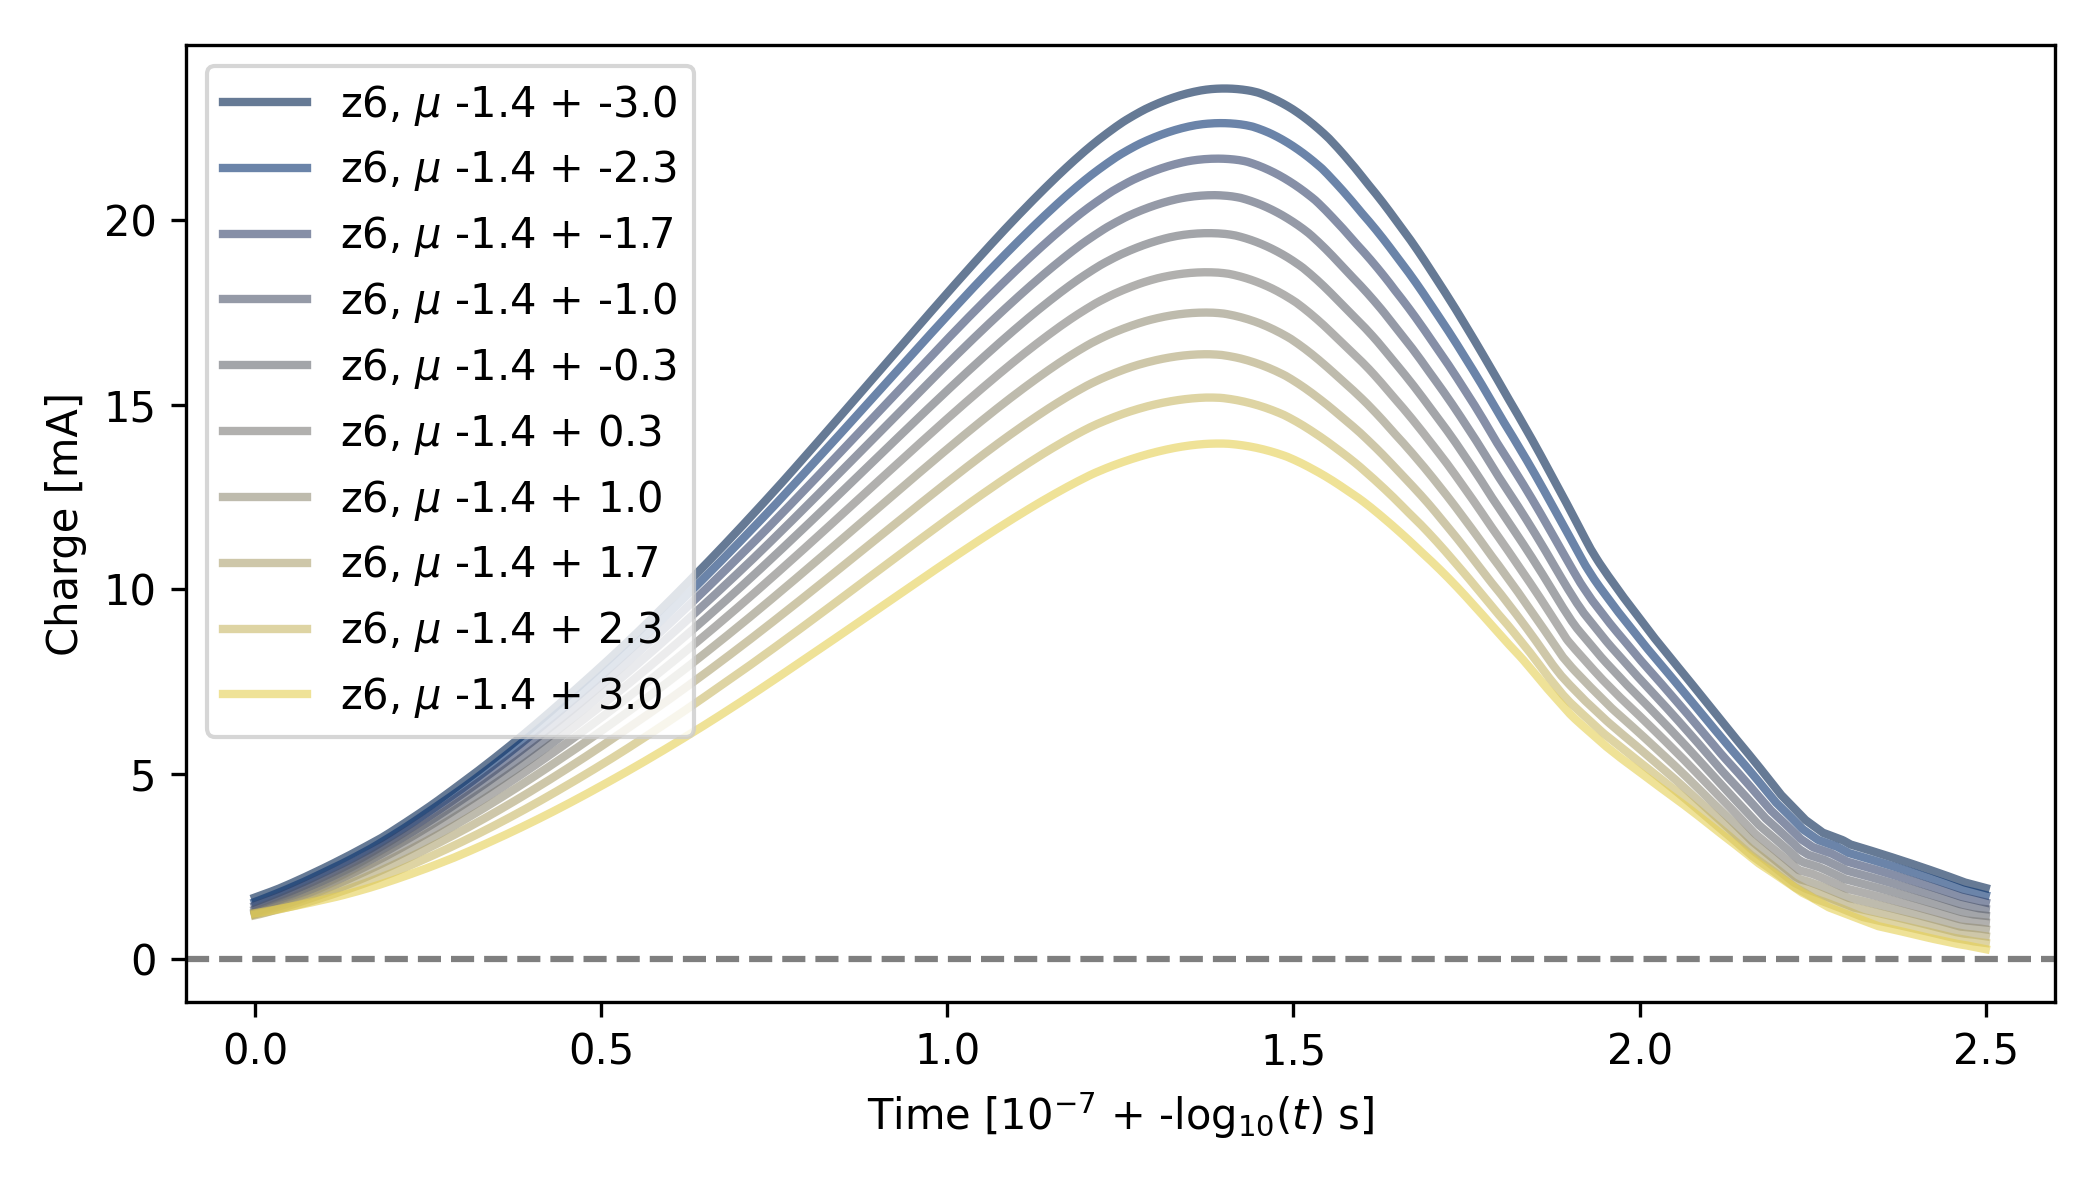 z6, μ -1.4 + -3.0
z6, μ -1.4 + -2.3
z6, μ -1.4 + -1.7
z6, μ -1.4 + -1.0
z6, μ -1.4 + -0.3
z6, μ -1.4 + 0.3
z6, μ -1.4 + 1.0
z6, μ -1.4 + 1.7
z6, μ -1.4 + 2.3
z6, μ -1.4 + 3.0
Charge [mA]
20
15
10
5
0
0.0 0.5 1.0 1.5 2.0 2.5
Time [10⁻⁷ + -log₁₀(t) s]